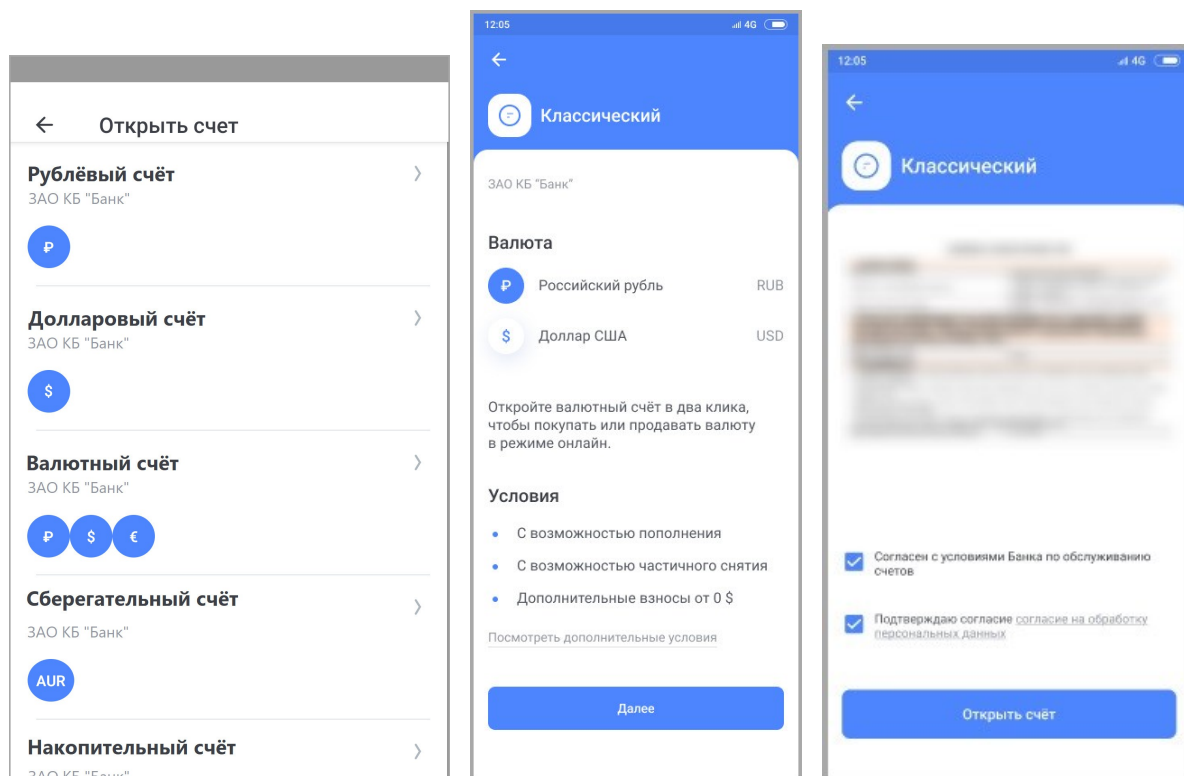 Открыть счет
Рублёвый счёт
ЗАО КБ "Банк"
₽
Долларовый счёт
ЗАО КБ "Банк"
$
Валютный счёт
ЗАО КБ "Банк"
₽ $ €
Сберегательный счёт
ЗАО КБ "Банк"
AUR
Накопительный счёт
ЗАО КБ "Банк"
12:05 4G
Классический
ЗАО КБ "Банк"
Валюта
₽ Российский рубль RUB
$ Доллар США USD
Откройте валютный счёт в два клика,
чтобы покупать или продавать валюту
в режиме онлайн.
Условия
• С возможностью пополнения
• С возможностью частичного снятия
• Дополнительные взносы от 0 $
Посмотреть дополнительные условия
Далее
12:05 4G
Классический
Согласен с условиями Банка по обслуживанию
счетов
Подтверждаю согласие согласие на обработку
персональных данных
Открыть счёт